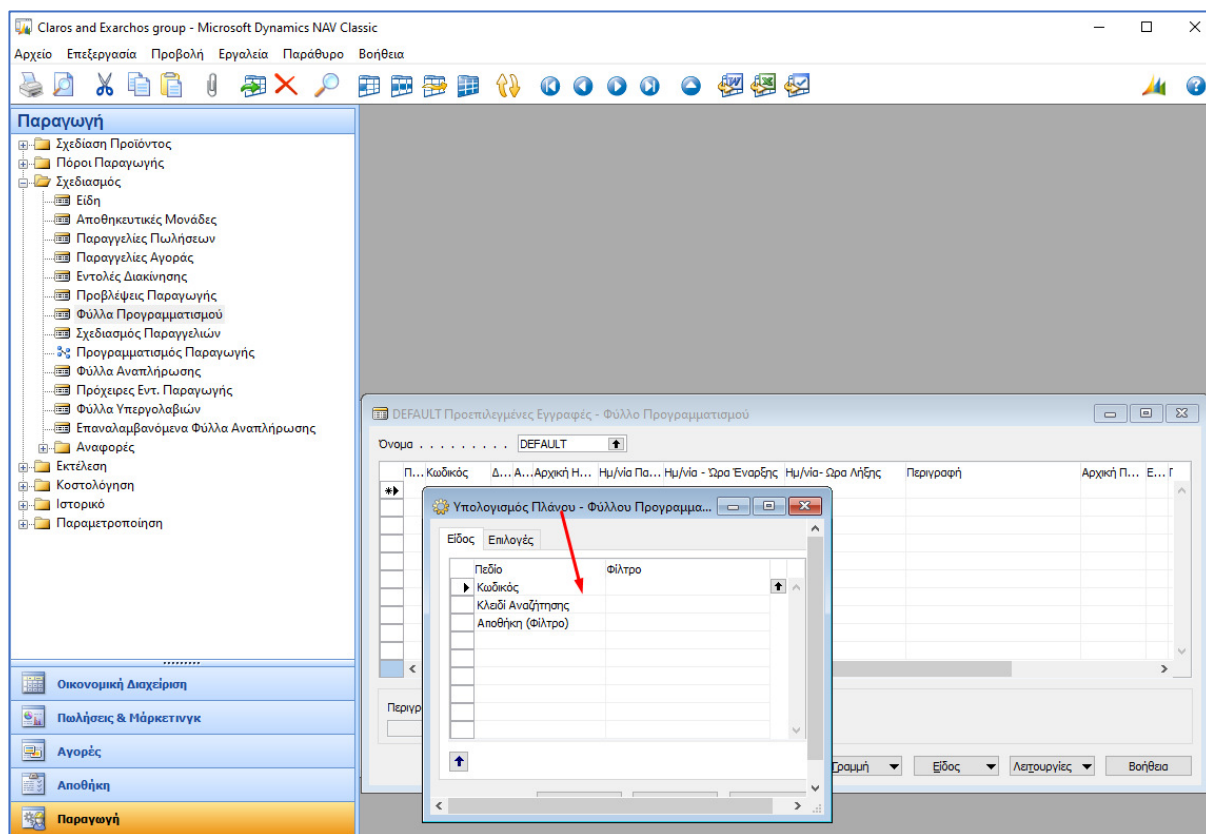 Claros and Exarchos group - Microsoft Dynamics NAV Classic
Αρχείο Επεξεργασία Προβολή Εργαλεία Παράθυρο Βοήθεια
Παραγωγή
Σχεδίαση Προϊόντος
Πόροι Παραγωγής
Σχεδιασμός
Είδη
Αποθηκευτικές Μονάδες
Παραγγελίες Πωλήσεων
Παραγγελίες Αγοράς
Εντολές Διακίνησης
Προβλέψεις Παραγωγής
Φύλλα Προγραμματισμού
Σχεδιασμός Παραγγελιών
Προγραμματισμός Παραγωγής
Φύλλα Αναπλήρωσης
Πρόχειρες Εντ. Παραγωγής
Φύλλα Υπεργολαβιών
Επαναλαμβανόμενα Φύλλα Αναπλήρωσης
Αναφορές
Εκτέλεση
Κοστολόγηση
Ιστορικό
Παραμετροποίηση
Οικονομική Διαχείριση
Πωλήσεις & Μάρκετινγκ
Αγορές
Αποθήκη
Παραγωγή
DEFAULT Προεπιλεγμένες Εγγραφές - Φύλλο Προγραμματισμού
Όνομα . . . . . . . . . DEFAULT
Π... Κωδικός Δ... Α... Αρχική Η... Ημ/νία Πα... Ημ/νία - Ώρα Έναρξης Ημ/νία- Ωρα Λήξης Περιγραφή Αρχική Π... Ε... Γ
Υπολογισμός Πλάνου - Φύλλου Προγραμμα...
Είδος Επιλογές
Πεδίο Φίλτρο
Κωδικός
Κλειδί Αναζήτησης
Αποθήκη (Φίλτρο)
Περιγρ
Γραμμή Είδος Λειτουργίες Βοήθεια